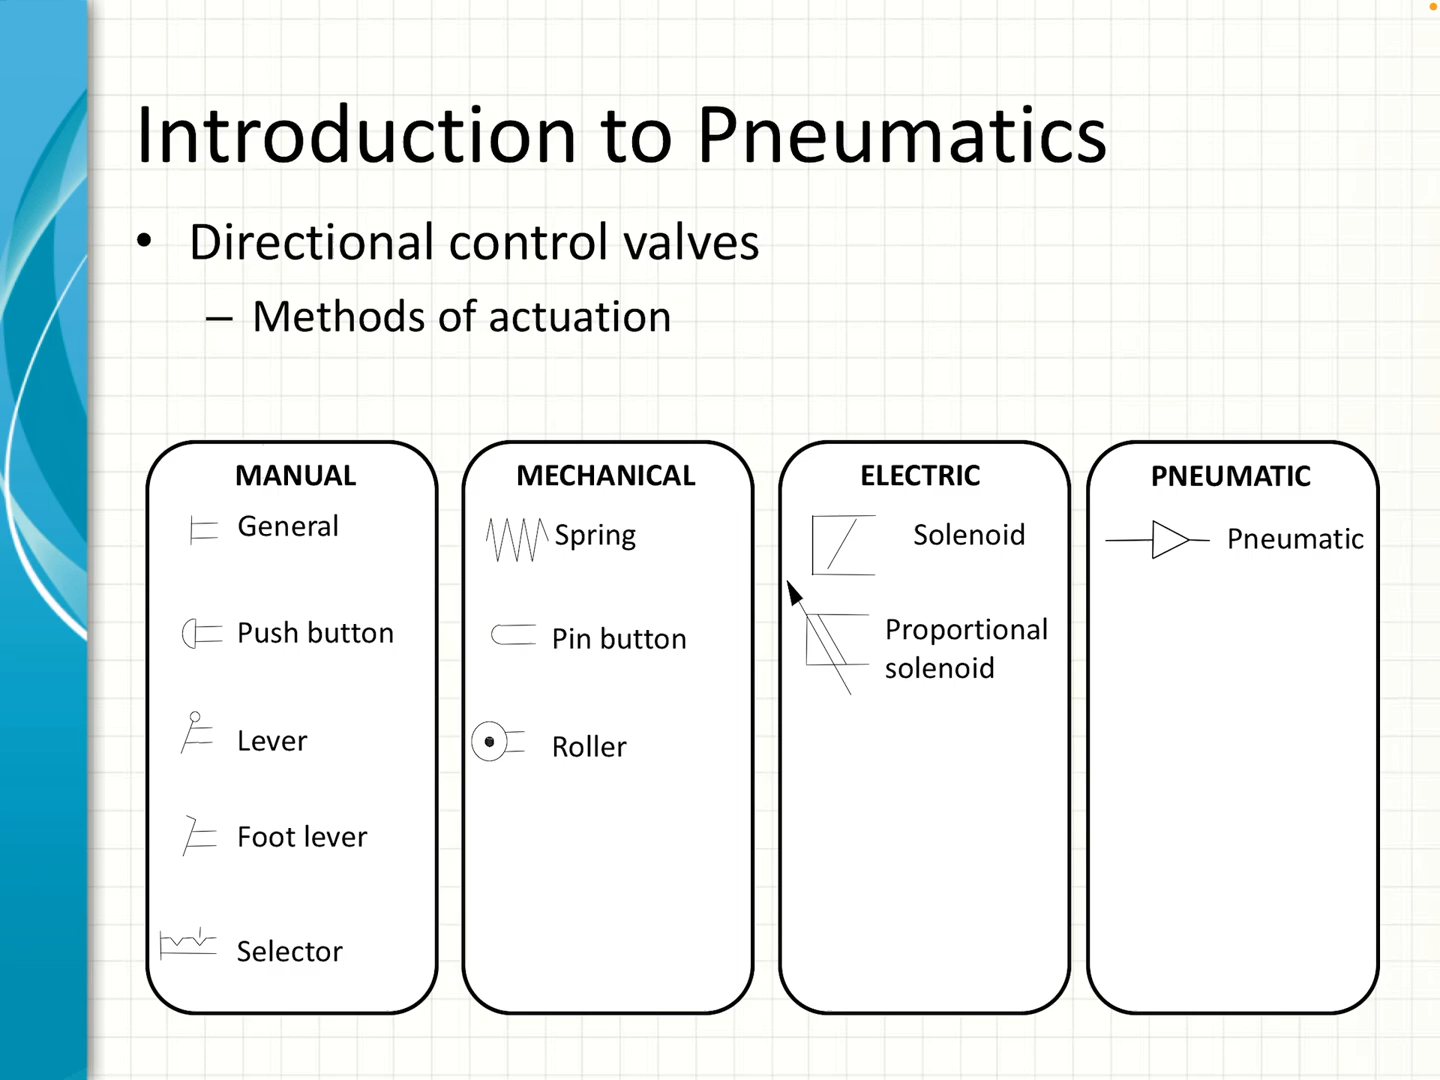 Introduction to Pneumatics
• Directional control valves
– Methods of actuation
MANUAL
General
Push button
Lever
Foot lever
Selector
MECHANICAL
Spring
Pin button
Roller
ELECTRIC
Solenoid
Proportional
solenoid
PNEUMATIC
Pneumatic